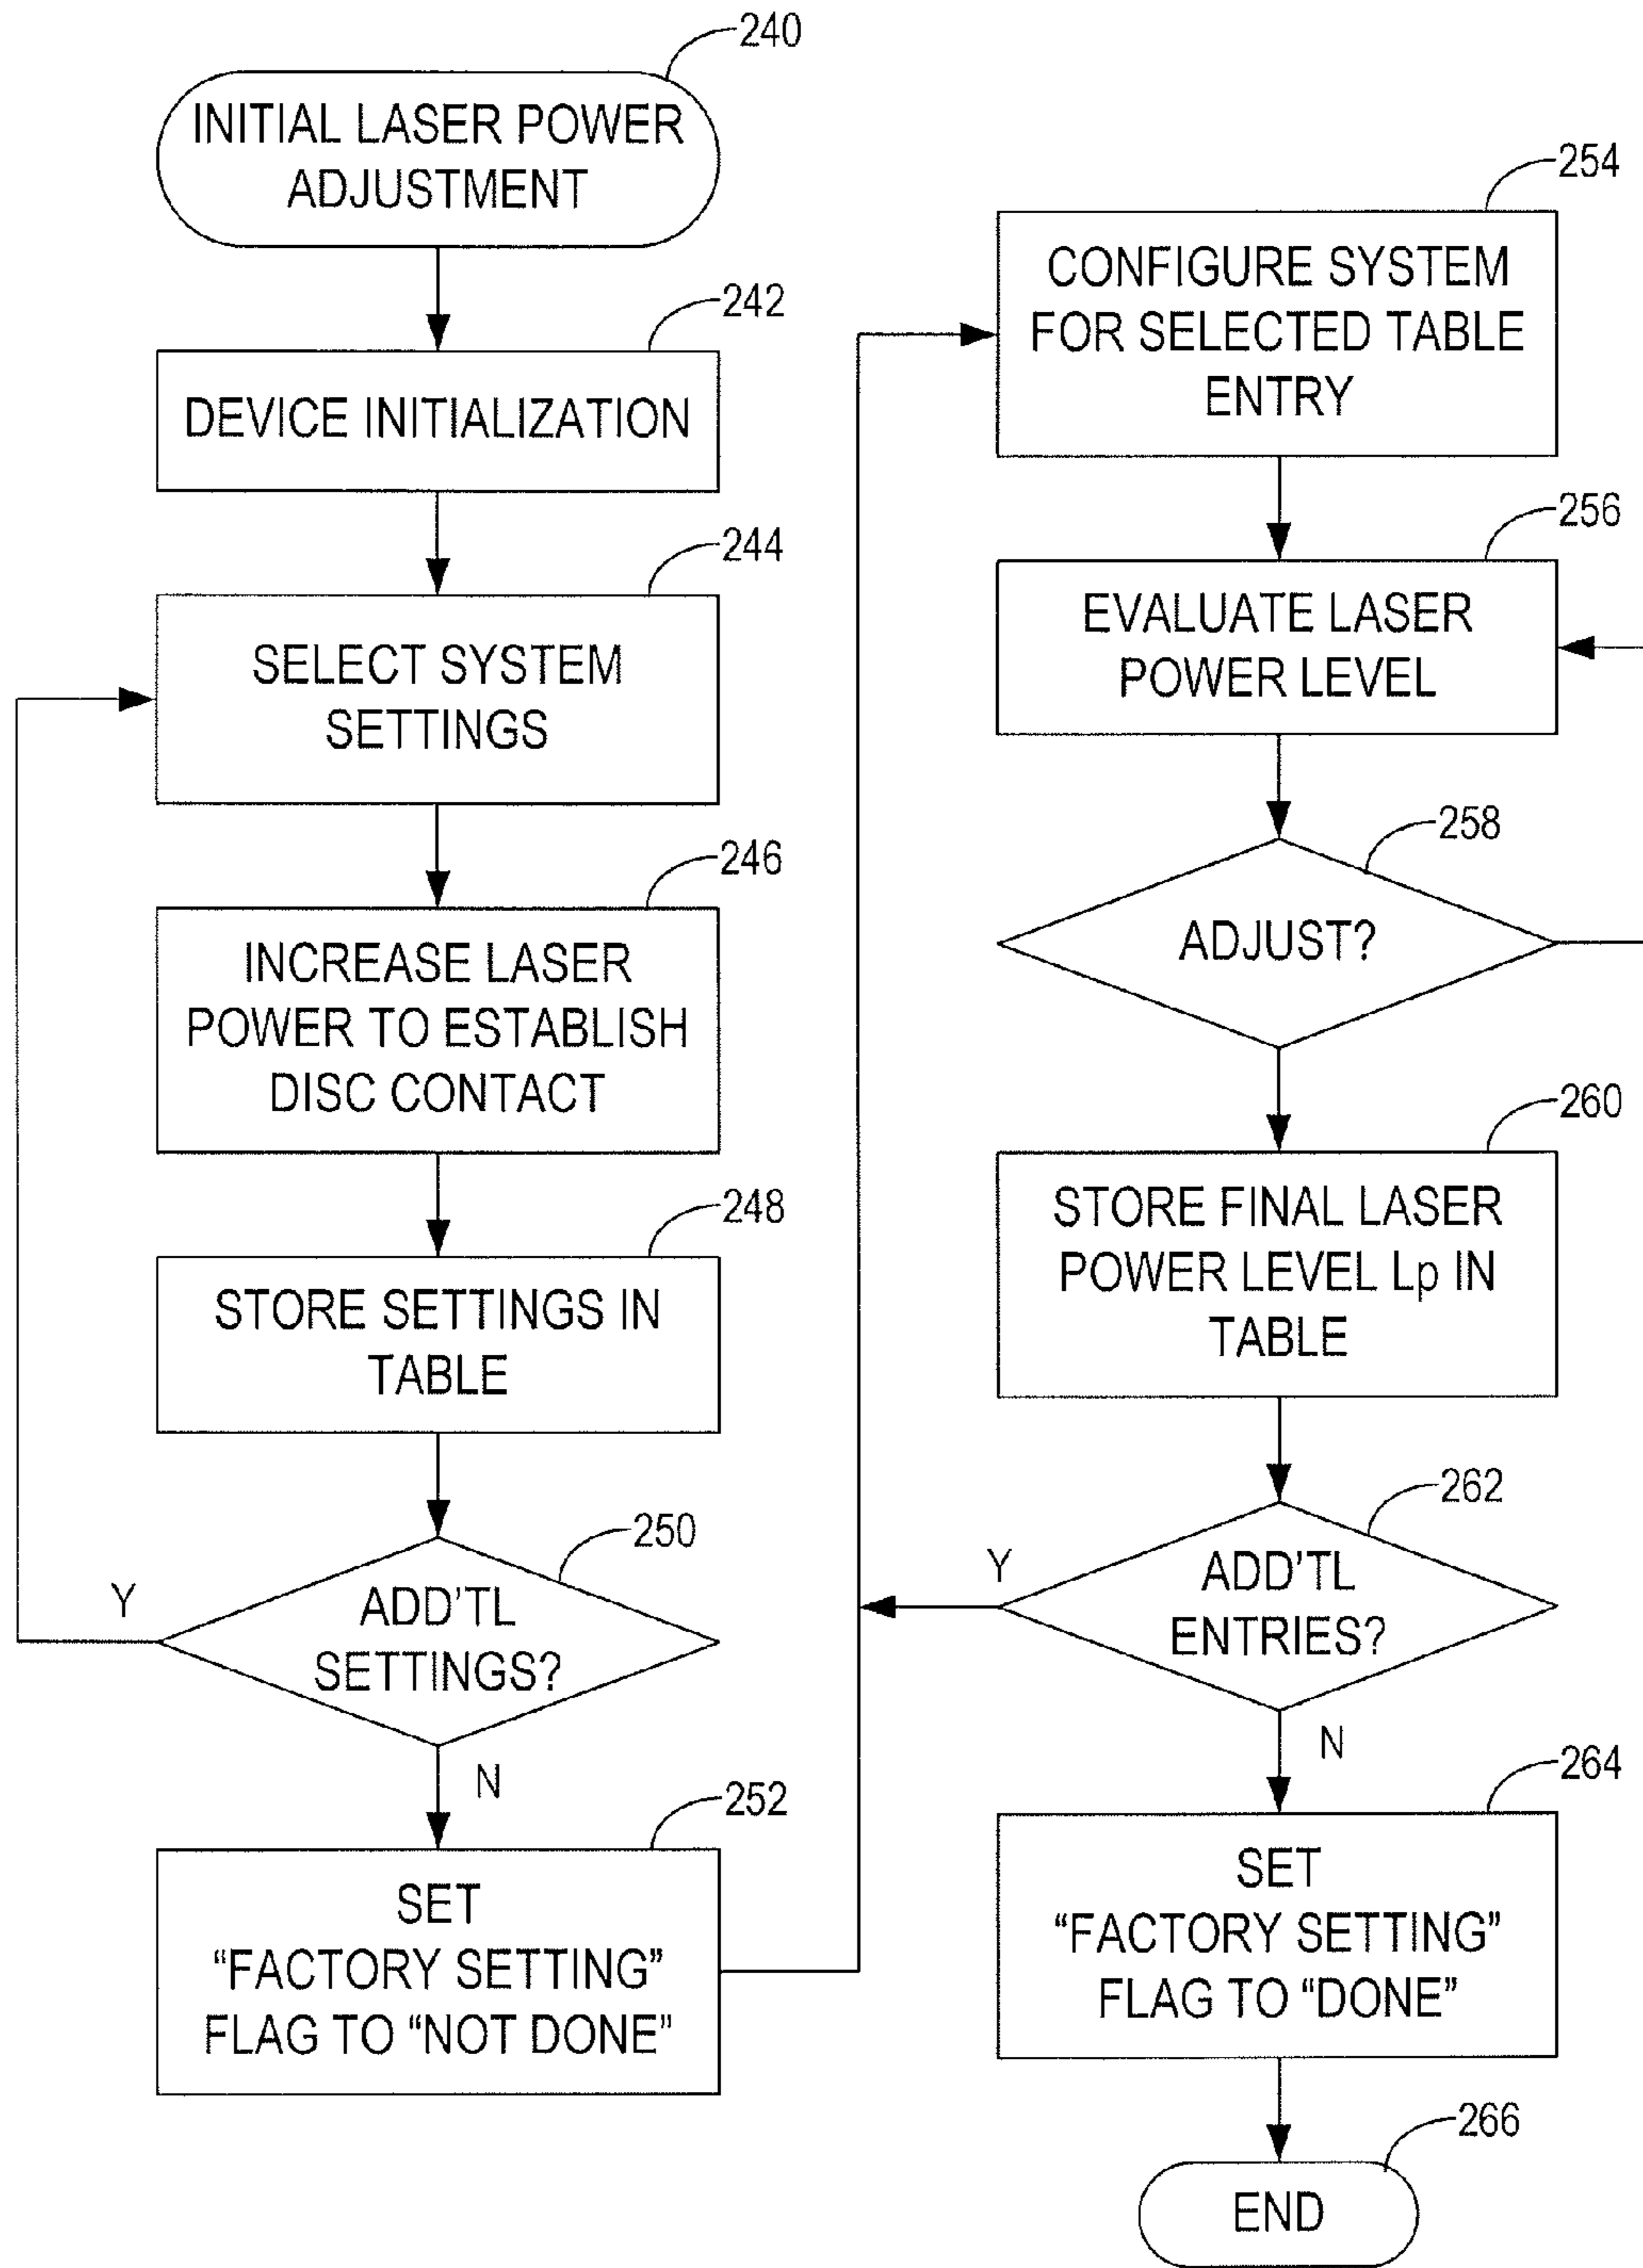 240
INITIAL LASER POWER
ADJUSTMENT
242
DEVICE INITIALIZATION
244
SELECT SYSTEM
SETTINGS
246
INCREASE LASER
POWER TO ESTABLISH
DISC CONTACT
248
STORE SETTINGS IN
TABLE
250
Y
ADD'TL
SETTINGS?
N
252
SET
“FACTORY SETTING”
FLAG TO “NOT DONE”
254
CONFIGURE SYSTEM
FOR SELECTED TABLE
ENTRY
256
EVALUATE LASER
POWER LEVEL
258
ADJUST?
260
STORE FINAL LASER
POWER LEVEL Lp IN
TABLE
262
Y
ADD'TL
ENTRIES?
N
264
SET
“FACTORY SETTING”
FLAG TO “DONE”
266
END